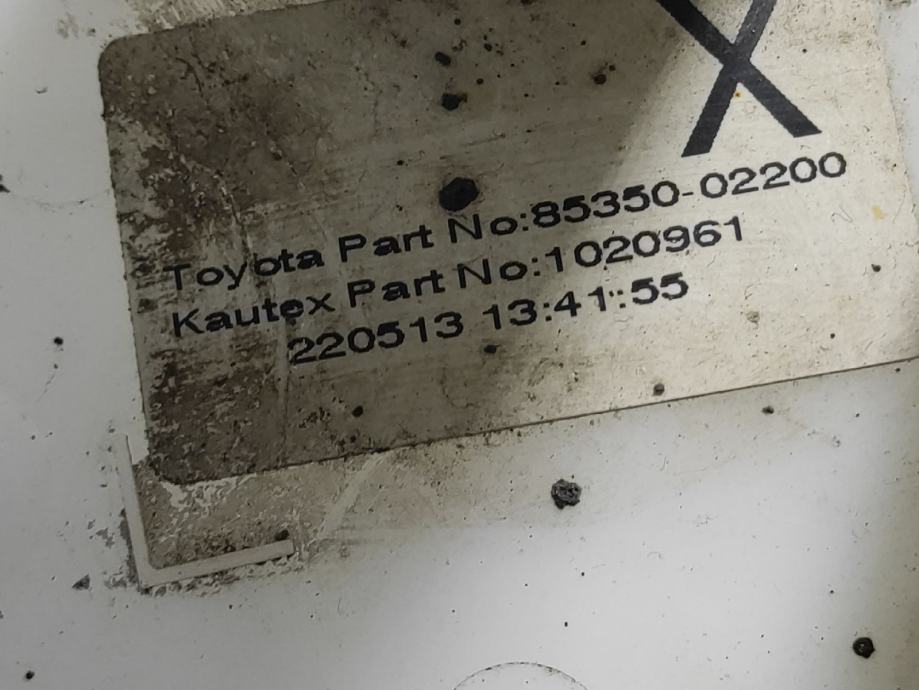 X
Toyota Part No:85350-02200
Kautex Part No:1020961
220513 13:41:55